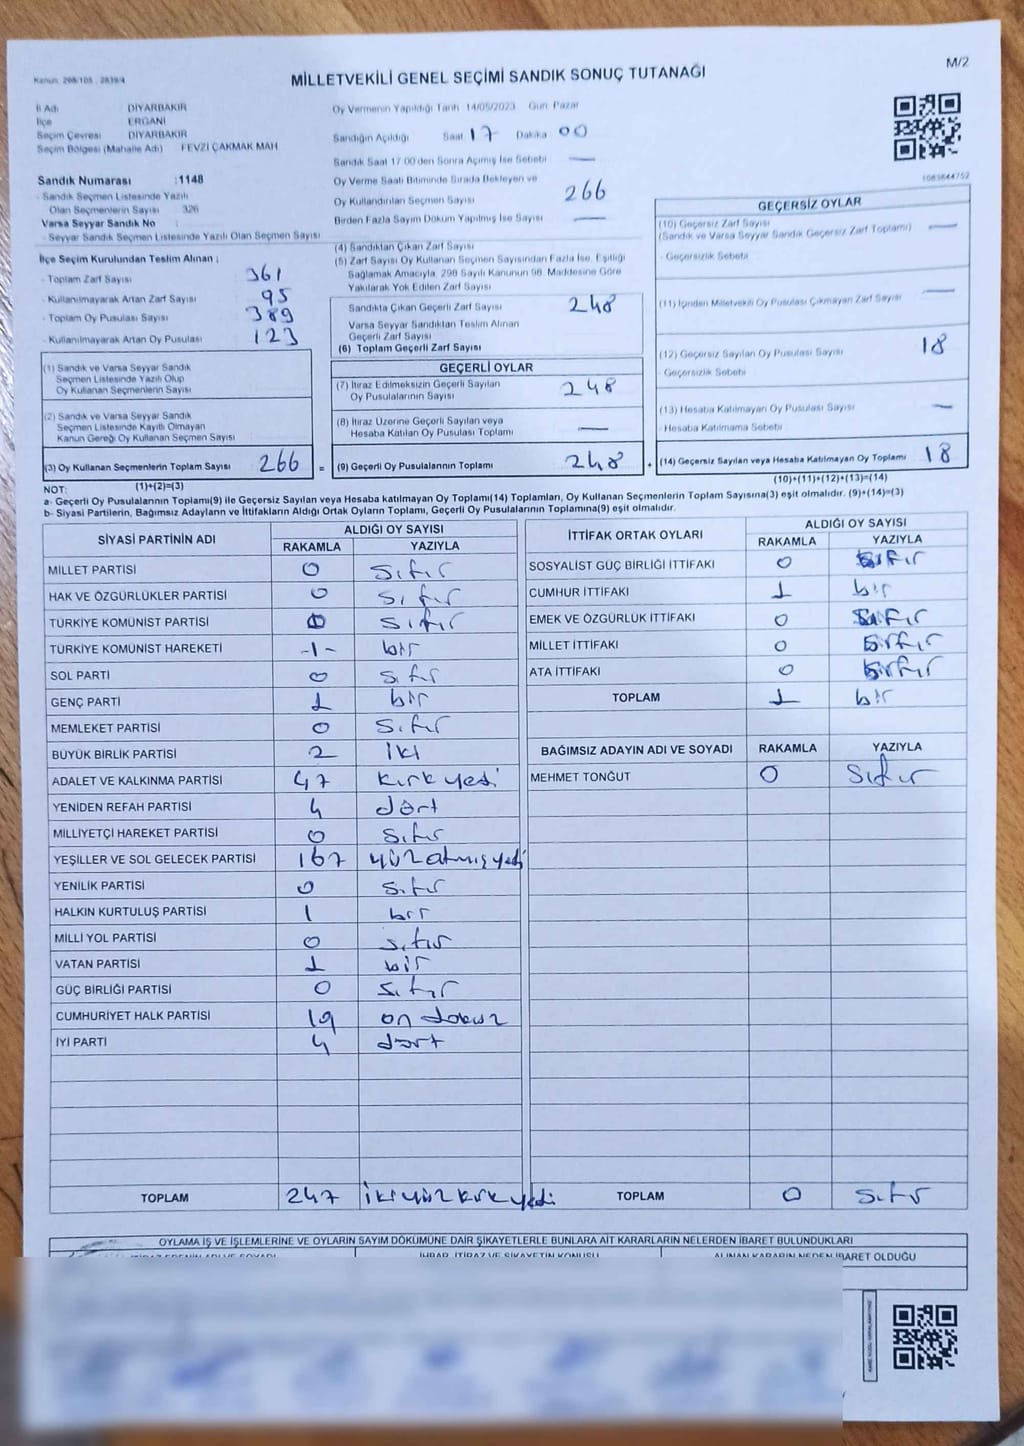 Kanun: 298/105 , 2839/4
MİLLETVEKİLİ GENEL SEÇİMİ SANDIK SONUÇ TUTANAĞI
M/2
İl Adı DİYARBAKIR
İlçe ERGANİ
Seçim Çevresi DİYARBAKIR
Seçim Bölgesi (Mahalle Adı) FEVZİ ÇAKMAK MAH
Sandık Numarası :1148
- Sandık Seçmen Listesinde Yazılı
Olan Seçmenlerin Sayısı 326
Varsa Seyyar Sandık No :
- Seyyar Sandık Seçmen Listesinde Yazılı Olan Seçmen Sayısı
İlçe Seçim Kurulundan Teslim Alınan ;
- Toplam Zarf Sayısı 361
- Kullanılmayarak Artan Zarf Sayısı 95
- Toplam Oy Pusulası Sayısı 389
- Kullanılmayarak Artan Oy Pusulası 123
(1) Sandık ve Varsa Seyyar Sandık
Seçmen Listesinde Yazılı Olup
Oy Kullanan Seçmenlerin Sayısı
(2) Sandık ve Varsa Seyyar Sandık
Seçmen Listesinde Kayıtlı Olmayan
Kanun Gereği Oy Kullanan Seçmen Sayısı
(3) Oy Kullanan Seçmenlerin Toplam Sayısı 266 =
(1)+(2)=(3)
Oy Vermenin Yapıldığı Tarih 14/05/2023 Gün Pazar
Sandığın Açıldığı Saat 17 Dakika 00
Sandık Saat 17:00'den Sonra Açımış İse Sebebi —
Oy Verme Saati Bitiminde Sırada Bekleyen ve
Oy Kullandırılan Seçmen Sayısı 266
Birden Fazla Sayım Döküm Yapılmış İse Sayısı —
(4) Sandıktan Çıkan Zarf Sayısı
(5) Zarf Sayısı Oy Kullanan Seçmen Sayısından Fazla İse, Eşitliği
Sağlamak Amacıyla, 298 Sayılı Kanunun 98. Maddesine Göre
Yakılarak Yok Edilen Zarf Sayısı
Sandıkta Çıkan Geçerli Zarf Sayısı 248
Varsa Seyyar Sandıktan Teslim Alınan
Geçerli Zarf Sayısı
(6) Toplam Geçerli Zarf Sayısı
GEÇERLİ OYLAR
(7) İtiraz Edilmeksizin Geçerli Sayılan
Oy Pusulalarının Sayısı 248
(8) İtiraz Üzerine Geçerli Sayılan veya
Hesaba Katılan Oy Pusulası Toplamı —
(9) Geçerli Oy Pusulalarının Toplamı 248 +
1083644752
GEÇERSİZ OYLAR
(10) Geçersiz Zarf Sayısı
(Sandık ve Varsa Seyyar Sandık Geçersiz Zarf Toplamı) —
- Geçersizlik Sebebi
(11) İçinden Milletvekili Oy Pusulası Çıkmayan Zarf Sayısı —
(12) Geçersiz Sayılan Oy Pusulası Sayısı 18
- Geçersizlik Sebebi
(13) Hesaba Katılmayan Oy Pusulası Sayısı —
- Hesaba Katılmama Sebebi
(14) Geçersiz Sayılan veya Hesaba Katılmayan Oy Toplamı 18
(10)+(11)+(12)+(13)=(14)
NOT:
a- Geçerli Oy Pusulalarının Toplamı(9) ile Geçersiz Sayılan veya Hesaba katılmayan Oy Toplamı(14) Toplamları, Oy Kullanan Seçmenlerin Toplam Sayısına(3) eşit olmalıdır. (9)+(14)=(3)
b- Siyasi Partilerin, Bağımsız Adayların ve İttifakların Aldığı Ortak Oyların Toplamı, Geçerli Oy Pusulalarının Toplamına(9) eşit olmalıdır.
SİYASİ PARTİNİN ADI ALDIĞI OY SAYISI
RAKAMLA YAZIYLA
MİLLET PARTİSİ 0 sıfır
HAK VE ÖZGÜRLÜKLER PARTİSİ 0 sıfır
TÜRKİYE KOMÜNİST PARTİSİ 0 sıfır
TÜRKİYE KOMÜNİST HAREKETİ -1- bir
SOL PARTİ 0 sıfır
GENÇ PARTİ 1 bir
MEMLEKET PARTİSİ 0 sıfır
BÜYÜK BİRLİK PARTİSİ 2 iki
ADALET VE KALKINMA PARTİSİ 47 kırk yedi
YENİDEN REFAH PARTİSİ 4 dört
MİLLİYETÇİ HAREKET PARTİSİ 0 sıfır
YEŞİLLER VE SOL GELECEK PARTİSİ 167 yüz atmış yedi
YENİLİK PARTİSİ 0 sıfır
HALKIN KURTULUŞ PARTİSİ 1 bir
MİLLİ YOL PARTİSİ 0 sıfır
VATAN PARTİSİ 1 bir
GÜÇ BİRLİĞİ PARTİSİ 0 sıfır
CUMHURİYET HALK PARTİSİ 19 on dokuz
İYİ PARTİ 4 dört
TOPLAM 247 iki yüz kırk yedi
İTTİFAK ORTAK OYLARI ALDIĞI OY SAYISI
RAKAMLA YAZIYLA
SOSYALİST GÜÇ BİRLİĞİ İTTİFAKI 0 sıfır
CUMHUR İTTİFAKI 1 bir
EMEK VE ÖZGÜRLÜK İTTİFAKI 0 sıfır
MİLLET İTTİFAKI 0 sıfır
ATA İTTİFAKI 0 sıfır
TOPLAM 1 bir
BAĞIMSIZ ADAYIN ADI VE SOYADI RAKAMLA YAZIYLA
MEHMET TONĞUT 0 sıfır
TOPLAM 0 sıfır
OYLAMA İŞ VE İŞLEMLERİNE VE OYLARIN SAYIM DÖKÜMÜNE DAİR ŞİKAYETLERLE BUNLARA AİT KARARLARIN NELERDEN İBARET BULUNDUKLARI
İHBAR, İTİRAZ VE ŞİKAYETİN KONUSU ALINAN KARARIN NEDEN İBARET OLDUĞU